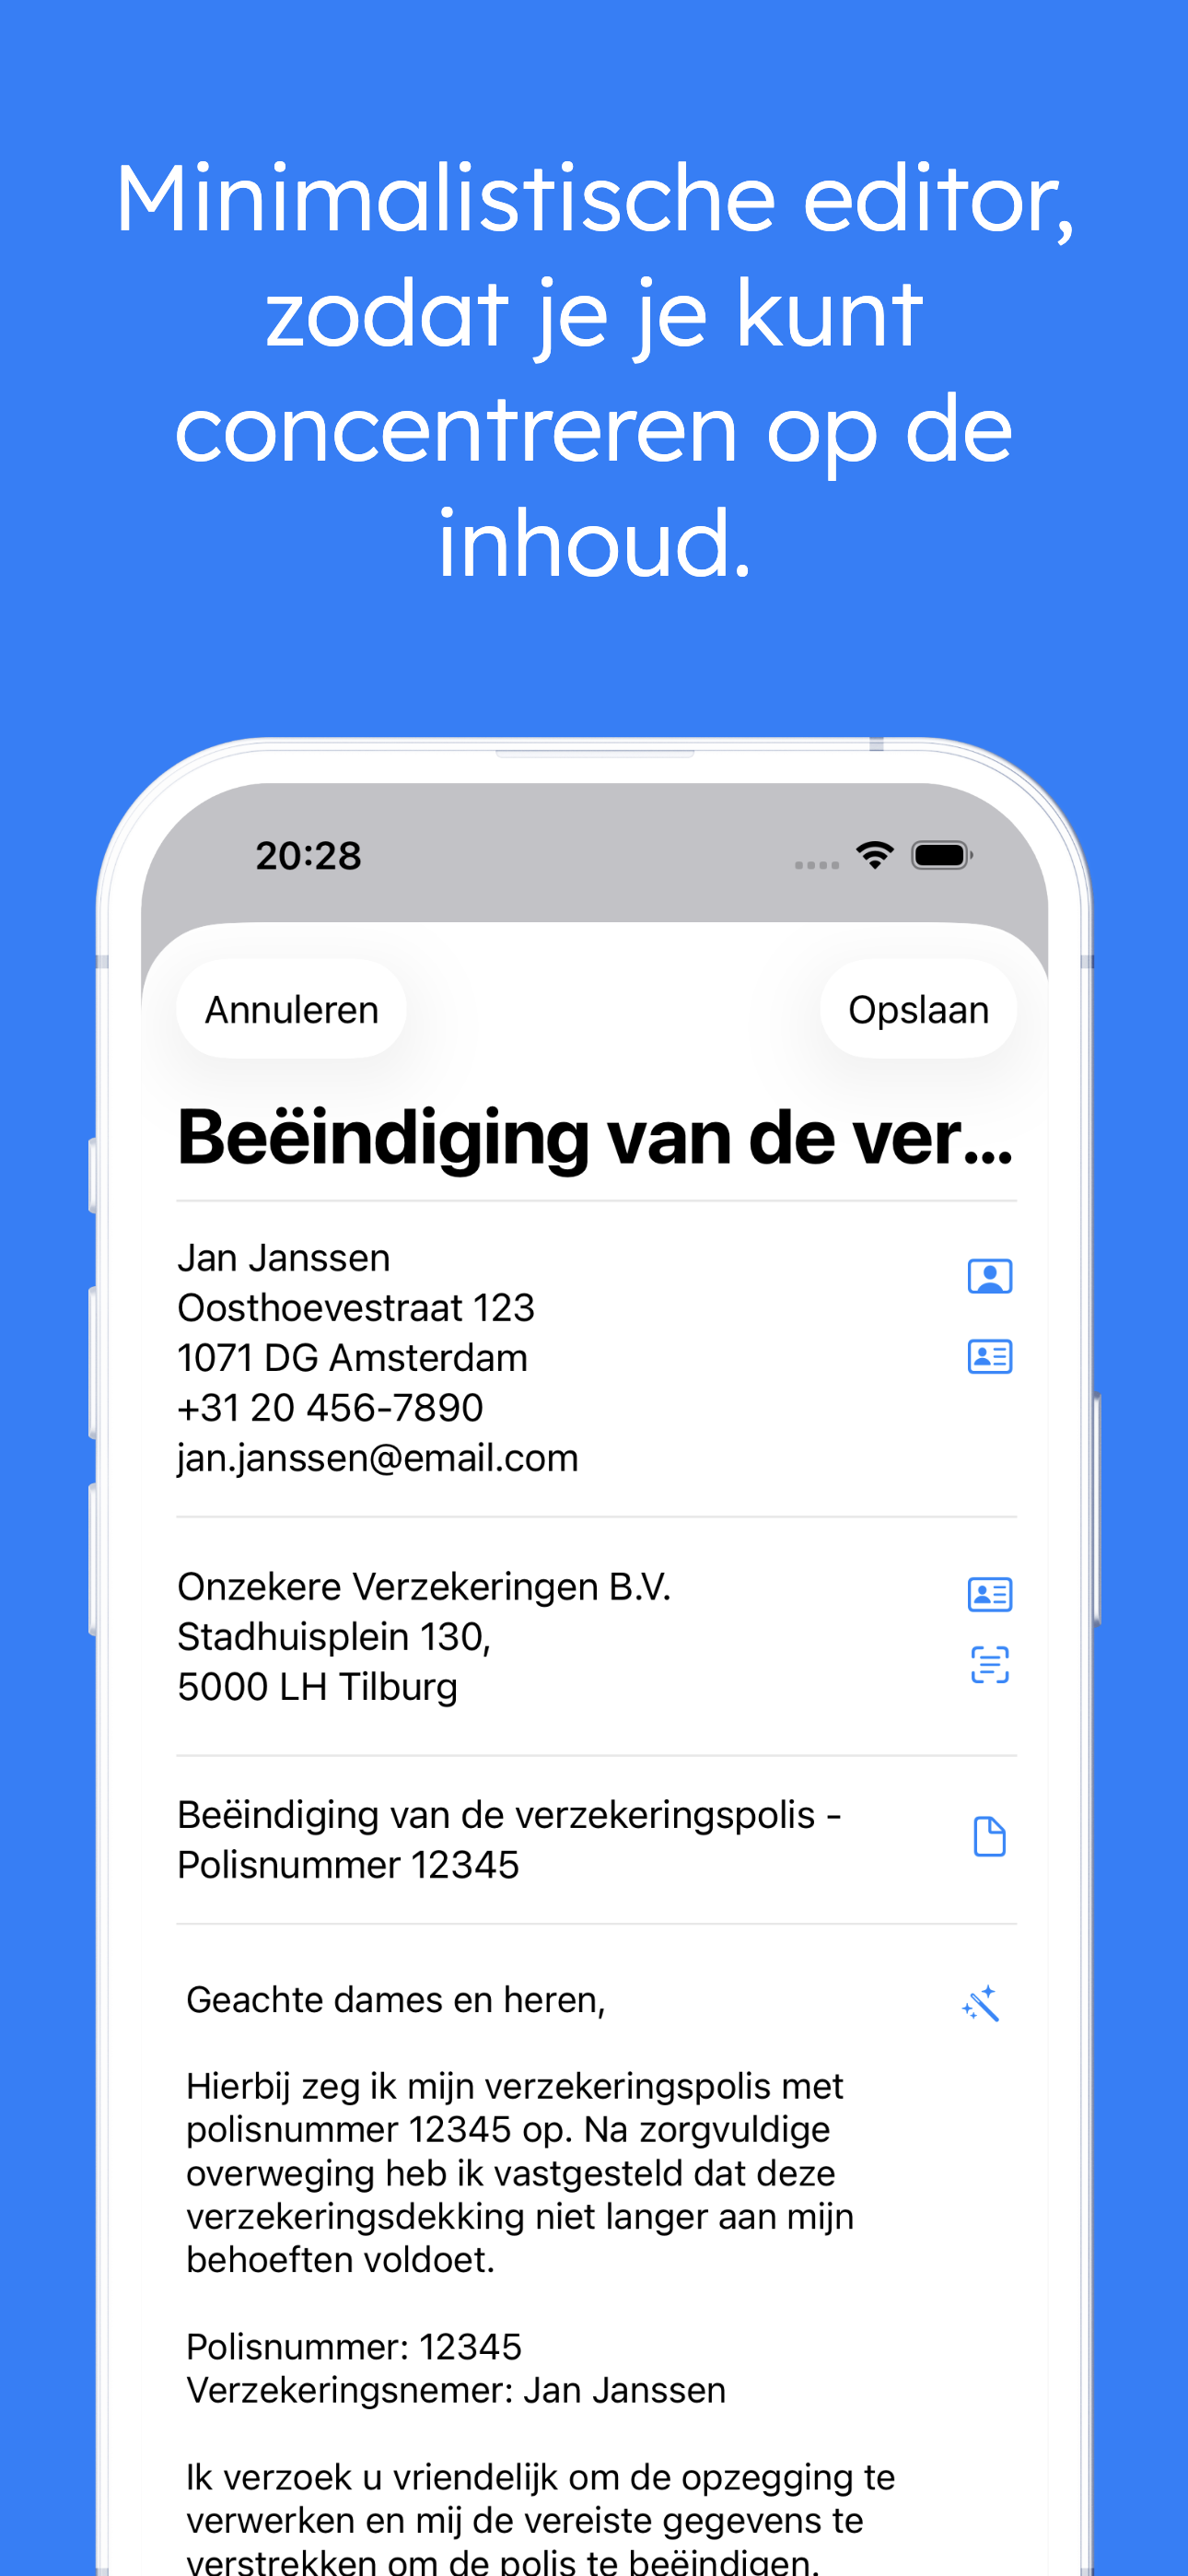 Minimalistische editor,
zodat je je kunt
concentreren op de
inhoud.
20:28
Annuleren
Opslaan
Beëindiging van de ver...
Jan Janssen
Oosthoevestraat 123
1071 DG Amsterdam
+31 20 456-7890
jan.janssen@email.com
Onzekere Verzekeringen B.V.
Stadhuisplein 130,
5000 LH Tilburg
Beëindiging van de verzekeringspolis -
Polisnummer 12345
Geachte dames en heren,
Hierbij zeg ik mijn verzekeringspolis met
polisnummer 12345 op. Na zorgvuldige
overweging heb ik vastgesteld dat deze
verzekeringsdekking niet langer aan mijn
behoeften voldoet.
Polisnummer: 12345
Verzekeringsnemer: Jan Janssen
Ik verzoek u vriendelijk om de opzegging te
verwerken en mij de vereiste gegevens te
verstrekken om de polis te beëindigen.